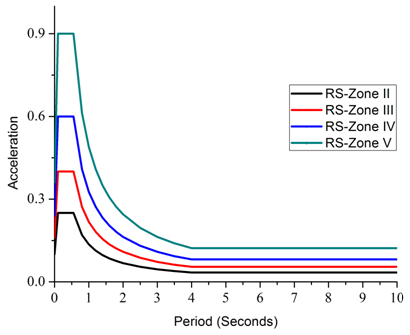 0.9
0.6
0.3
0.0
Acceleration
RS-Zone II
RS-Zone III
RS-Zone IV
RS-Zone V
0 1 2 3 4 5 6 7 8 9 10
Period (Seconds)